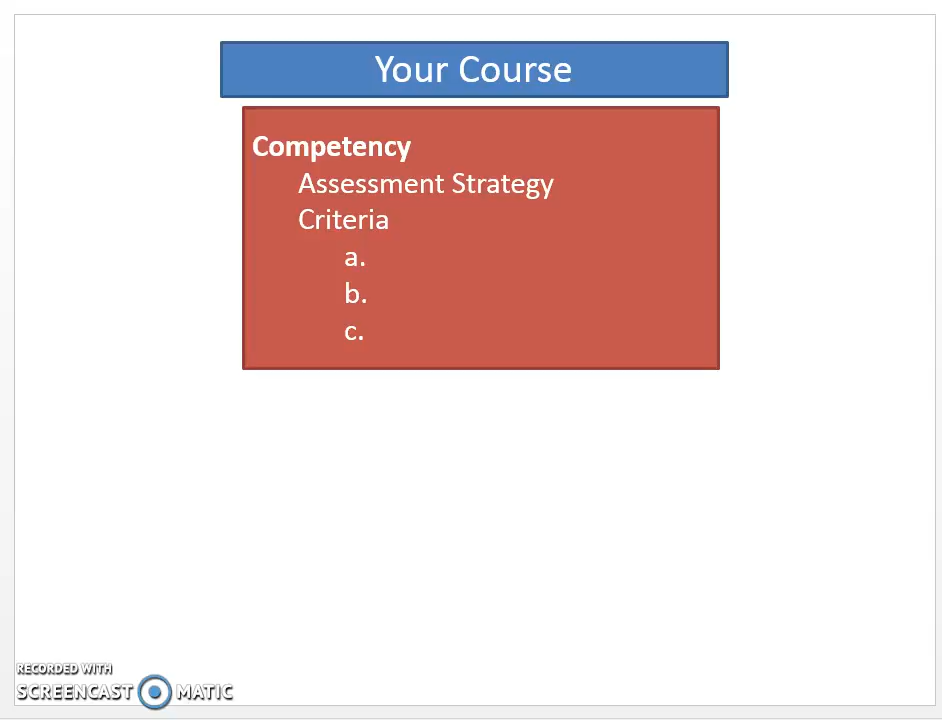 Your Course
Competency
Assessment Strategy
Criteria
a.
b.
c.
RECORDED WITH
SCREENCAST MATIC